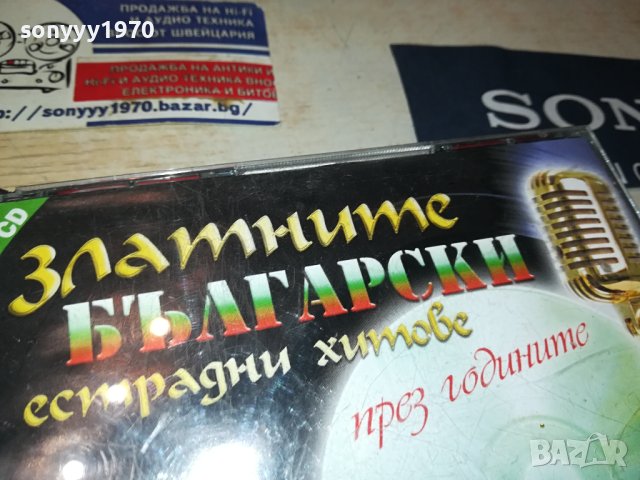 sonyyy1970
ПРОДАЖБА НА Hi-Fi
И АУДИО ТЕХНИКА
ОТ ШВЕЙЦАРИЯ
ПРОДАЖБА НА АНТИКИ И
Hi-Fi И АУДИО ТЕХНИКА ВНОС
ЕЛЕКТРОНИКА И БИТОВ
http://sonyyy1970.bazar.bg/
SON
CD
ЗЛАТНИТЕ
БЪЛГАРСКИ
естрадни хитове
през годините
BAZAR